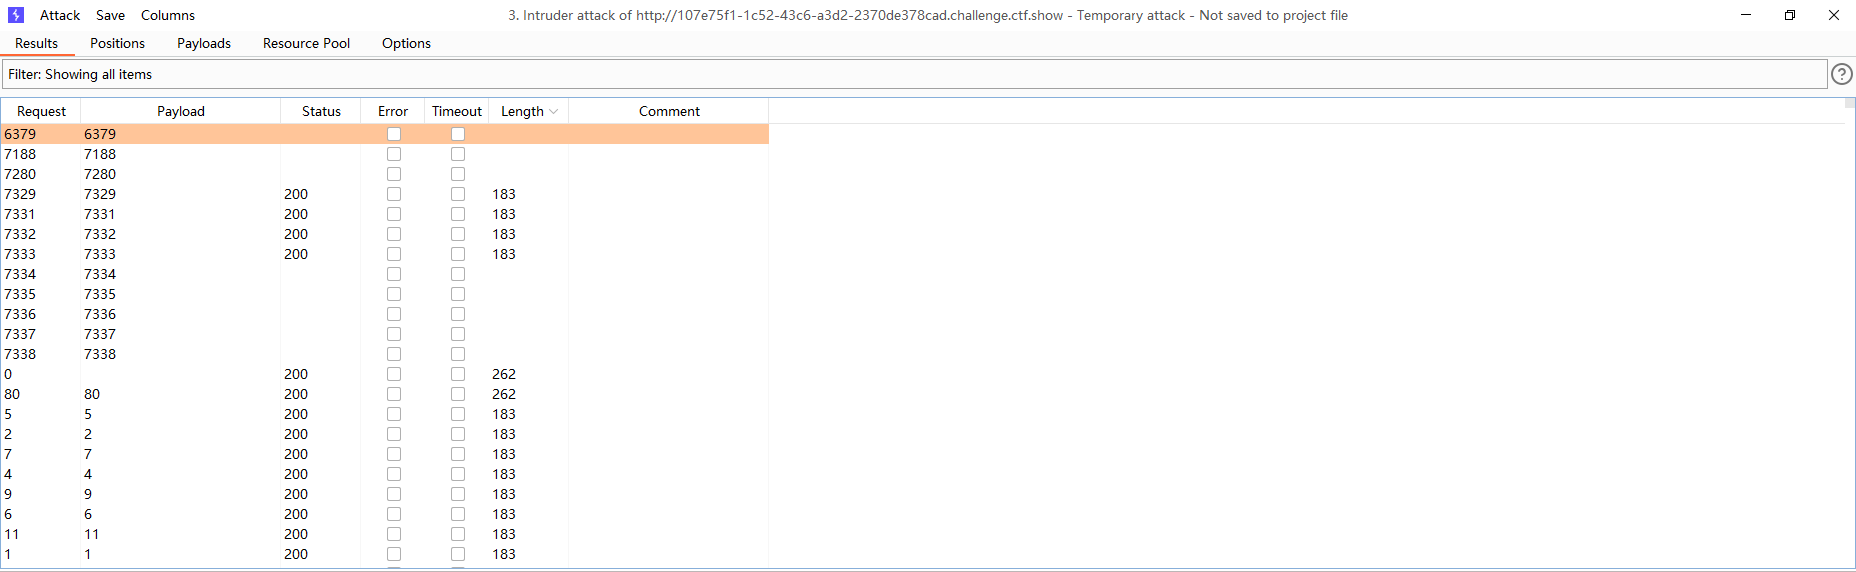 Attack Save Columns 3. Intruder attack of http://107e75f1-1c52-43c6-a3d2-2370de378cad.challenge.ctf.show - Temporary attack - Not saved to project file
Results Positions Payloads Resource Pool Options
Filter: Showing all items ?
Request Payload Status Error Timeout Length Comment
6379 6379
7188 7188
7280 7280
7329 7329 200 183
7331 7331 200 183
7332 7332 200 183
7333 7333 200 183
7334 7334
7335 7335
7336 7336
7337 7337
7338 7338
0 200 262
80 80 200 262
5 5 200 183
2 2 200 183
7 7 200 183
4 4 200 183
9 9 200 183
6 6 200 183
11 11 200 183
1 1 200 183